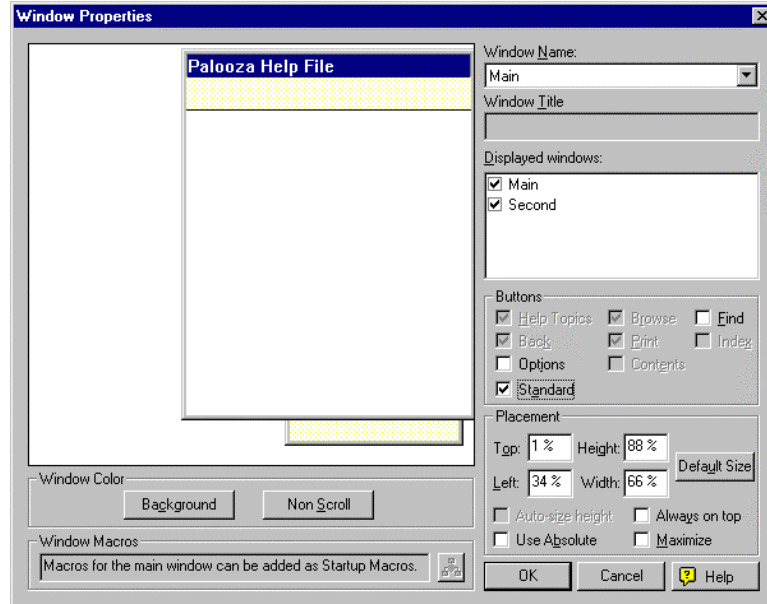 Window Properties
Palooza Help File
Window Name:
Main
Window Title
Displayed windows:
Main
Second
Buttons
Help Topics Browse Find
Back Print Index
Options Contents
Standard
Placement
Top: 1 % Height: 88 %
Left: 34 % Width: 66 %
Default Size
Auto-size height Always on top
Use Absolute Maximize
Window Color
Background Non Scroll
Window Macros
Macros for the main window can be added as Startup Macros.
OK Cancel Help